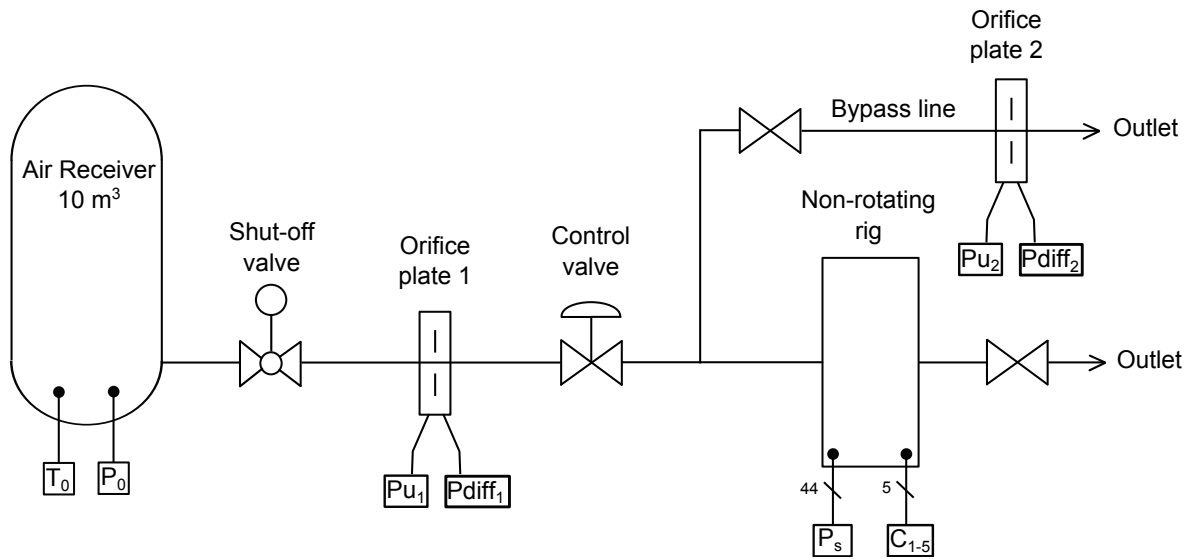 Orifice
plate 2
Bypass line
Outlet
Air Receiver
10 m³
Non-rotating
rig
Shut-off
valve
Orifice
plate 1
Control
valve
Pu₂
Pdiff₂
Outlet
T₀
P₀
Pu₁
Pdiff₁
44
5
Pₛ
C₁₋₅